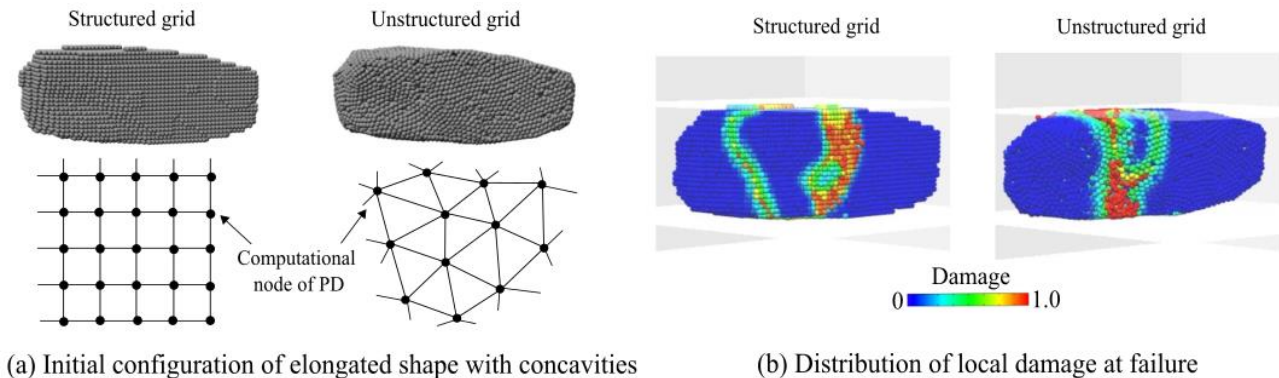 Structured grid
Unstructured grid
Computational
node of PD
(a) Initial configuration of elongated shape with concavities
Structured grid
Unstructured grid
Damage
0 1.0
(b) Distribution of local damage at failure